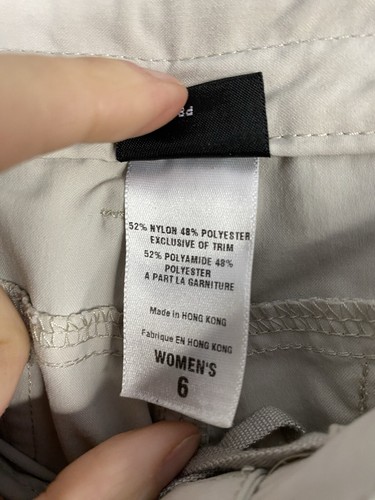 52% NYLON 48% POLYESTER
EXCLUSIVE OF TRIM
52% POLYAMIDE 48%
POLYESTER
A PART LA GARNITURE
Made in HONG KONG
Fabrique EN HONG KONG
WOMEN'S
6